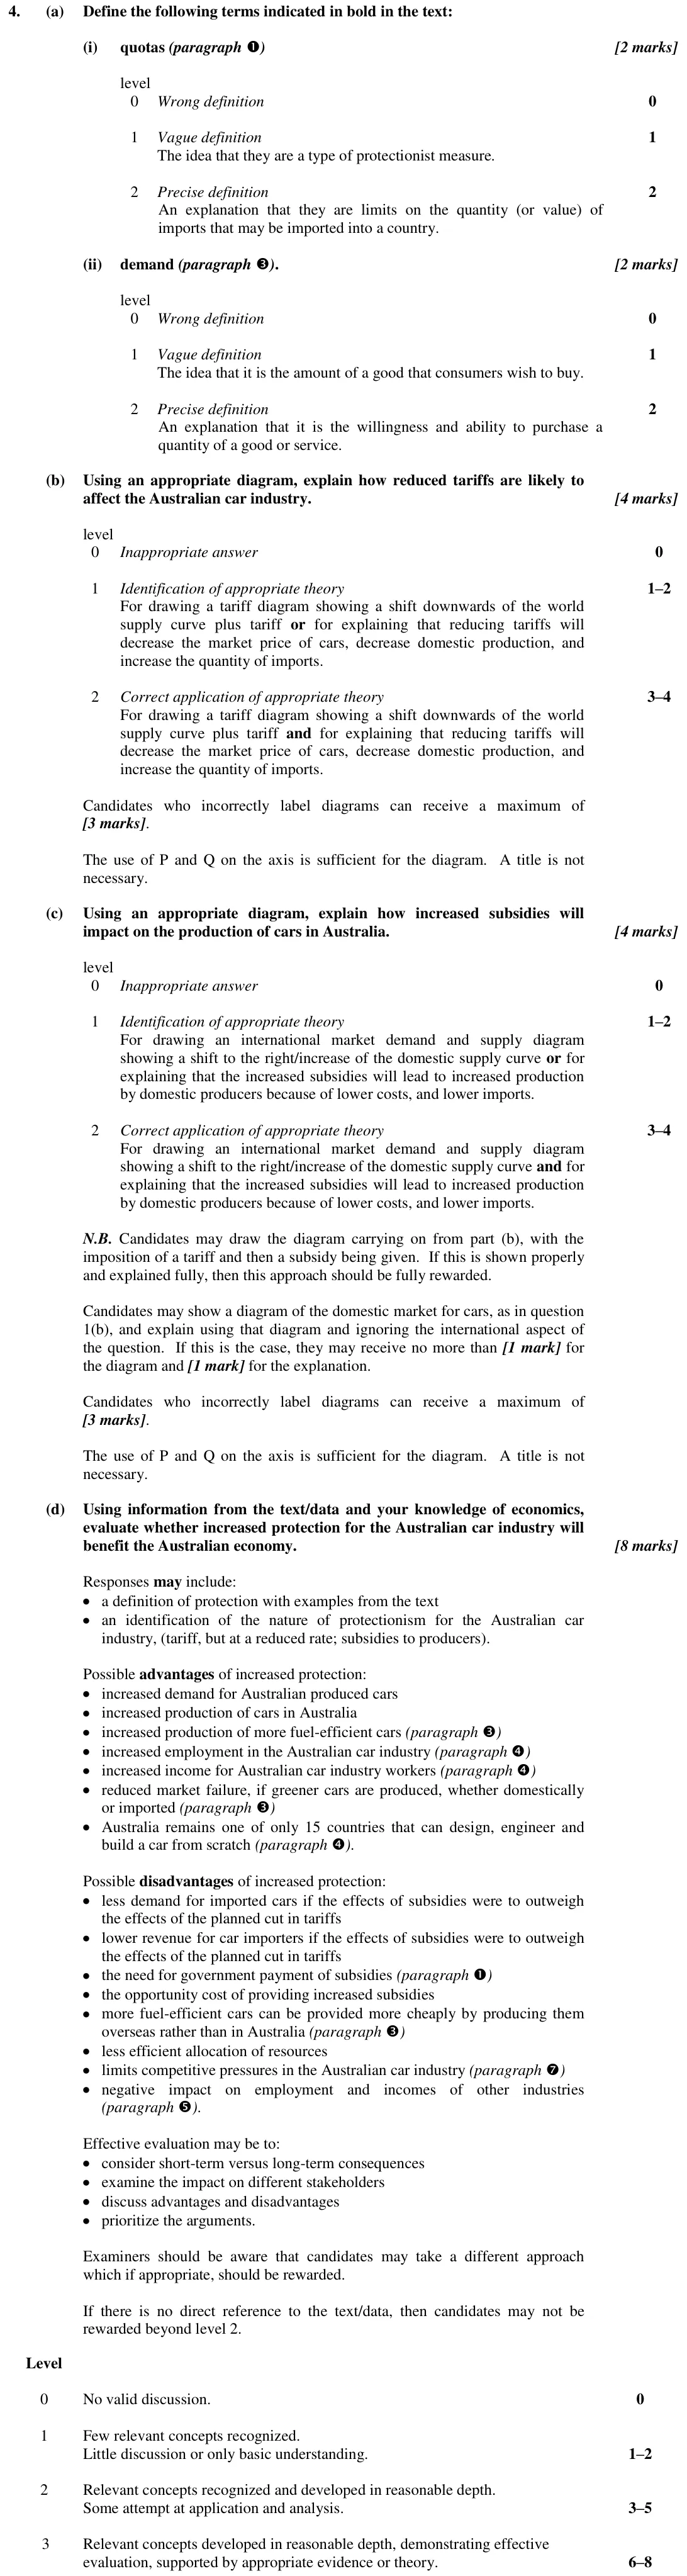 4. (a) Define the following terms indicated in bold in the text:
(i) quotas (paragraph ❶) [2 marks]
level
0 Wrong definition 0
1 Vague definition 1
The idea that they are a type of protectionist measure.
2 Precise definition 2
An explanation that they are limits on the quantity (or value) of
imports that may be imported into a country.
(ii) demand (paragraph ❸). [2 marks]
level
0 Wrong definition 0
1 Vague definition 1
The idea that it is the amount of a good that consumers wish to buy.
2 Precise definition 2
An explanation that it is the willingness and ability to purchase a
quantity of a good or service.
(b) Using an appropriate diagram, explain how reduced tariffs are likely to
affect the Australian car industry. [4 marks]
level
0 Inappropriate answer 0
1 Identification of appropriate theory 1–2
For drawing a tariff diagram showing a shift downwards of the world
supply curve plus tariff or for explaining that reducing tariffs will
decrease the market price of cars, decrease domestic production, and
increase the quantity of imports.
2 Correct application of appropriate theory 3–4
For drawing a tariff diagram showing a shift downwards of the world
supply curve plus tariff and for explaining that reducing tariffs will
decrease the market price of cars, decrease domestic production, and
increase the quantity of imports.
Candidates who incorrectly label diagrams can receive a maximum of
[3 marks].
The use of P and Q on the axis is sufficient for the diagram. A title is not
necessary.
(c) Using an appropriate diagram, explain how increased subsidies will
impact on the production of cars in Australia. [4 marks]
level
0 Inappropriate answer 0
1 Identification of appropriate theory 1–2
For drawing an international market demand and supply diagram
showing a shift to the right/increase of the domestic supply curve or for
explaining that the increased subsidies will lead to increased production
by domestic producers because of lower costs, and lower imports.
2 Correct application of appropriate theory 3–4
For drawing an international market demand and supply diagram
showing a shift to the right/increase of the domestic supply curve and for
explaining that the increased subsidies will lead to increased production
by domestic producers because of lower costs, and lower imports.
N.B. Candidates may draw the diagram carrying on from part (b), with the
imposition of a tariff and then a subsidy being given. If this is shown properly
and explained fully, then this approach should be fully rewarded.
Candidates may show a diagram of the domestic market for cars, as in question
1(b), and explain using that diagram and ignoring the international aspect of
the question. If this is the case, they may receive no more than [1 mark] for
the diagram and [1 mark] for the explanation.
Candidates who incorrectly label diagrams can receive a maximum of
[3 marks].
The use of P and Q on the axis is sufficient for the diagram. A title is not
necessary.
(d) Using information from the text/data and your knowledge of economics,
evaluate whether increased protection for the Australian car industry will
benefit the Australian economy. [8 marks]
Responses may include:
• a definition of protection with examples from the text
• an identification of the nature of protectionism for the Australian car
industry, (tariff, but at a reduced rate; subsidies to producers).
Possible advantages of increased protection:
• increased demand for Australian produced cars
• increased production of cars in Australia
• increased production of more fuel-efficient cars (paragraph ❸)
• increased employment in the Australian car industry (paragraph ❹)
• increased income for Australian car industry workers (paragraph ❹)
• reduced market failure, if greener cars are produced, whether domestically
or imported (paragraph ❸)
• Australia remains one of only 15 countries that can design, engineer and
build a car from scratch (paragraph ❹).
Possible disadvantages of increased protection:
• less demand for imported cars if the effects of subsidies were to outweigh
the effects of the planned cut in tariffs
• lower revenue for car importers if the effects of subsidies were to outweigh
the effects of the planned cut in tariffs
• the need for government payment of subsidies (paragraph ❶)
• the opportunity cost of providing increased subsidies
• more fuel-efficient cars can be provided more cheaply by producing them
overseas rather than in Australia (paragraph ❸)
• less efficient allocation of resources
• limits competitive pressures in the Australian car industry (paragraph ❼)
• negative impact on employment and incomes of other industries
(paragraph ❺).
Effective evaluation may be to:
• consider short-term versus long-term consequences
• examine the impact on different stakeholders
• discuss advantages and disadvantages
• prioritize the arguments.
Examiners should be aware that candidates may take a different approach
which if appropriate, should be rewarded.
If there is no direct reference to the text/data, then candidates may not be
rewarded beyond level 2.
Level
0 No valid discussion. 0
1 Few relevant concepts recognized.
Little discussion or only basic understanding. 1–2
2 Relevant concepts recognized and developed in reasonable depth.
Some attempt at application and analysis. 3–5
3 Relevant concepts developed in reasonable depth, demonstrating effective
evaluation, supported by appropriate evidence or theory. 6–8